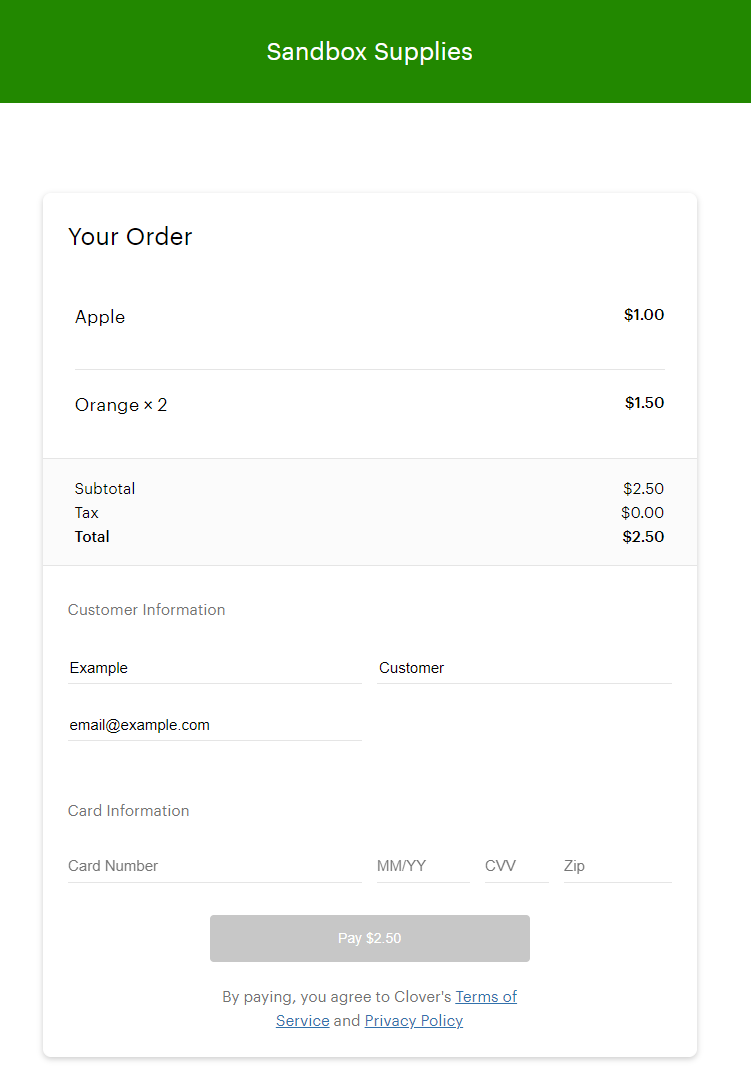 Sandbox Supplies
Your Order
Apple $1.00
Orange × 2 $1.50
Subtotal $2.50
Tax $0.00
Total $2.50
Customer Information
Example Customer
email@example.com
Card Information
Card Number MM/YY CVV Zip
Pay $2.50
By paying, you agree to Clover's Terms of
Service and Privacy Policy